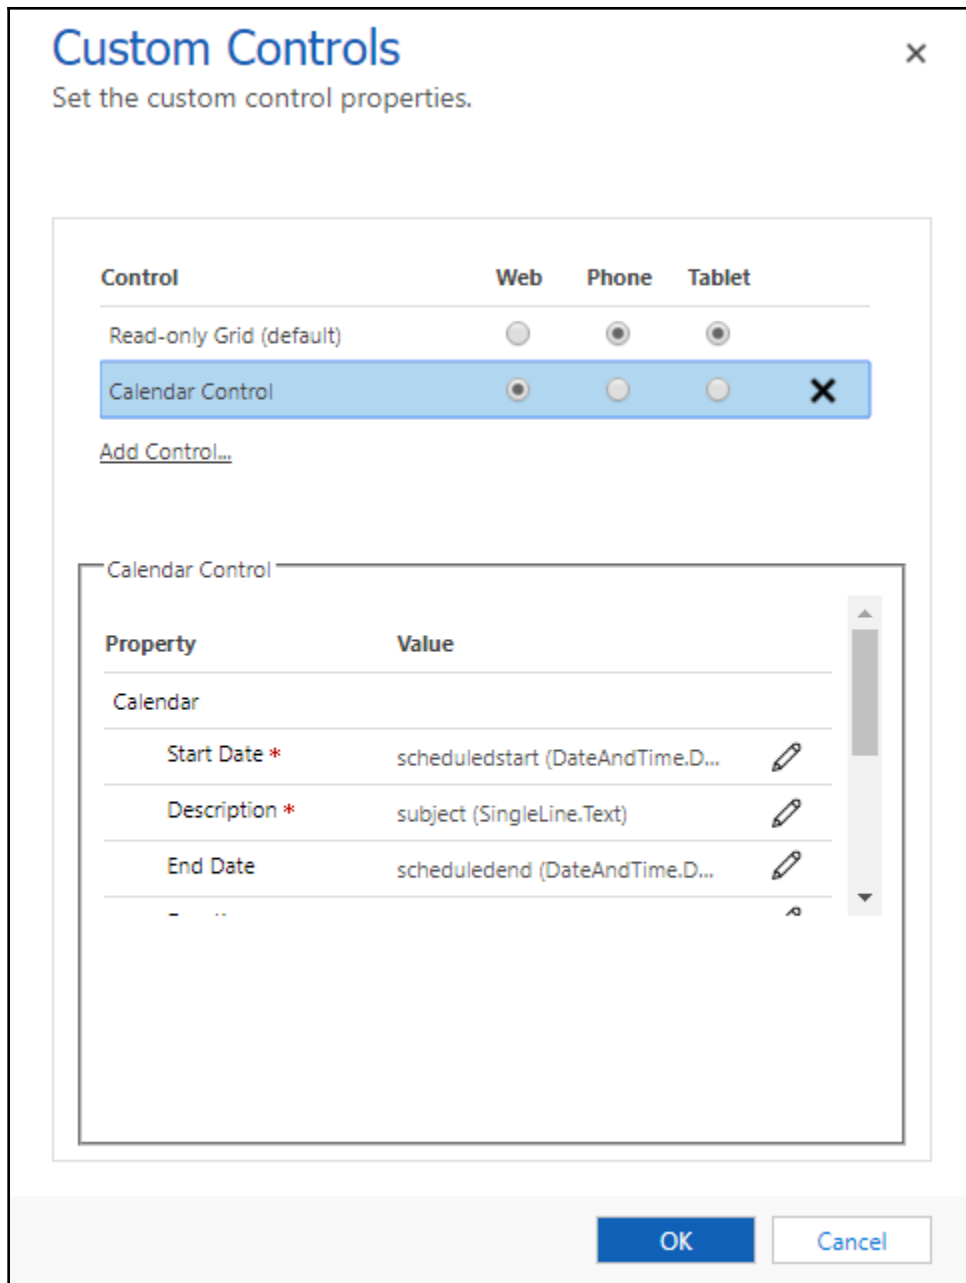 Custom Controls
Set the custom control properties.
Control Web Phone Tablet
Read-only Grid (default)
Calendar Control
Add Control...
Calendar Control
Property Value
Calendar
Start Date * scheduledstart (DateAndTime.D...
Description * subject (SingleLine.Text)
End Date scheduledend (DateAndTime.D...
OK Cancel